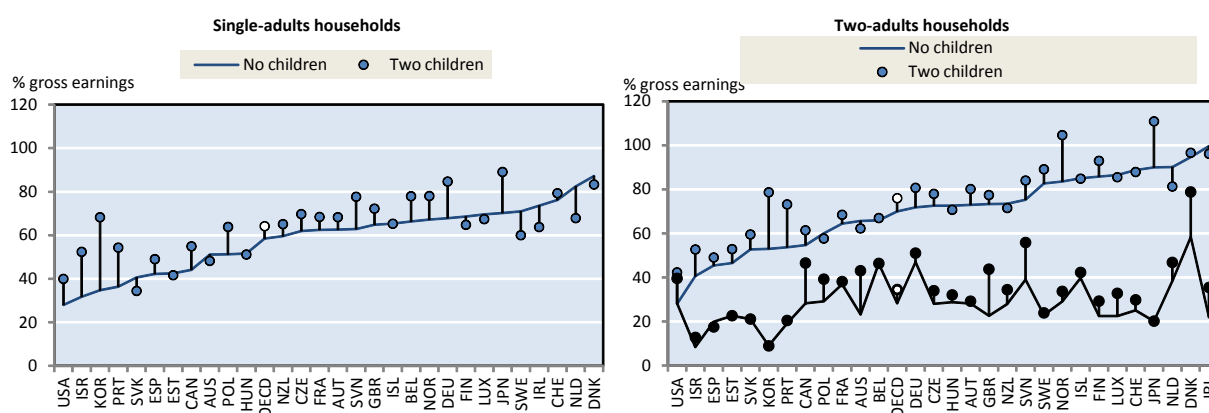 Single-adults households
No children Two children
% gross earnings
120
100
80
60
40
20
0
USA ISR KOR PRT SVK ESP EST CAN AUS POL HUN OECD NZL CZE FRA AUT SVN GBR ISL BEL NOR DEU FIN LUX JPN SWE IRL CHE NLD DNK
Two-adults households
No children
Two children
% gross earnings
120
100
80
60
40
20
0
USA ISR ESP EST SVK KOR PRT CAN POL FRA AUS BEL OECD DEU CZE HUN AUT GBR NZL SVN SWE NOR ISL FIN LUX CHE JPN NLD DNK IRL